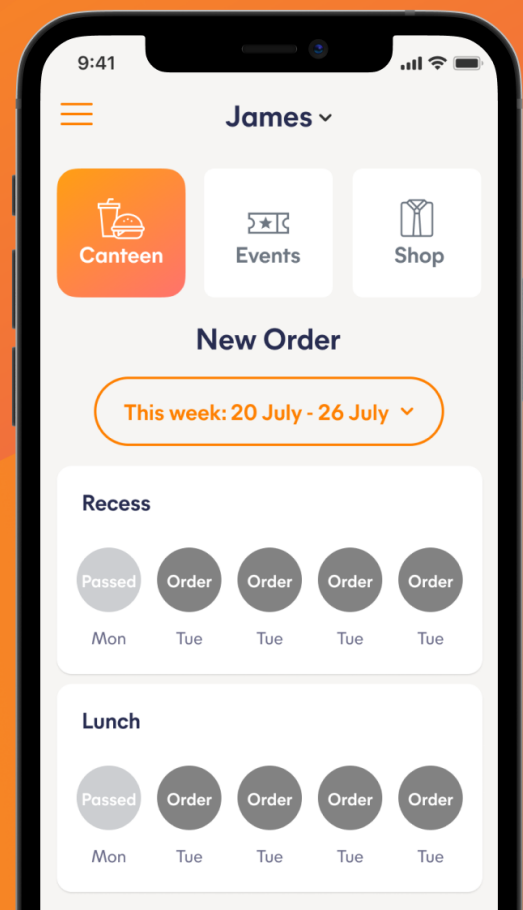 9:41
James
Canteen Events Shop
New Order
This week: 20 July - 26 July
Recess
Passed Order Order Order Order
Mon Tue Tue Tue Tue
Lunch
Passed Order Order Order Order
Mon Tue Tue Tue Tue